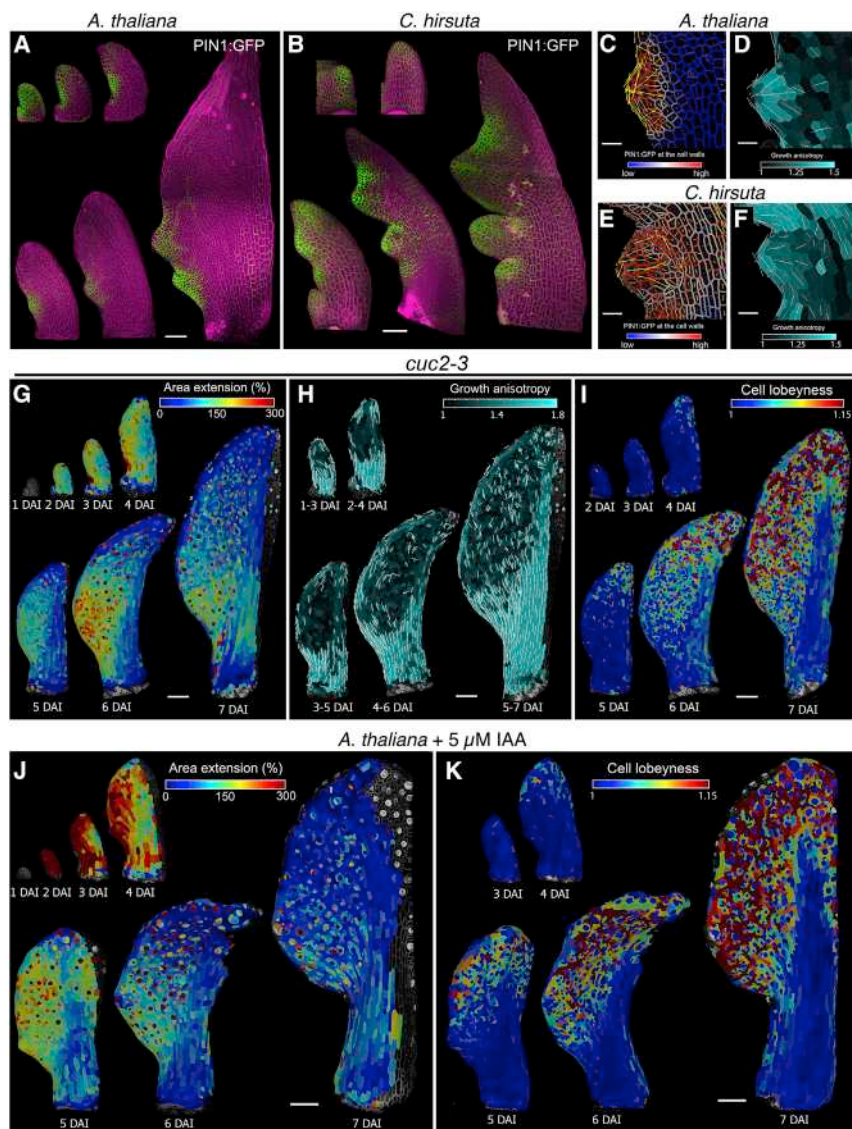 A. thaliana
C. hirsuta
A. thaliana
A
PIN1:GFP
B
PIN1:GFP
C
D
PIN1:GFP at the cell walls
low high
Growth anisotropy
1 1.25 1.5
C. hirsuta
E
F
PIN1:GFP at the cell walls
low high
Growth anisotropy
1 1.25 1.5
cuc2-3
G
Area extension (%)
0 150 300
1 DAI 2 DAI 3 DAI 4 DAI
5 DAI 6 DAI 7 DAI
H
Growth anisotropy
1 1.4 1.8
1-3 DAI 2-4 DAI
3-5 DAI 4-6 DAI 5-7 DAI
I
Cell lobeyness
1 1.15
2 DAI 3 DAI 4 DAI
5 DAI 6 DAI 7 DAI
A. thaliana + 5 μM IAA
J
Area extension (%)
0 150 300
1 DAI 2 DAI 3 DAI 4 DAI
5 DAI 6 DAI 7 DAI
K
Cell lobeyness
1 1.15
3 DAI 4 DAI
5 DAI 6 DAI 7 DAI